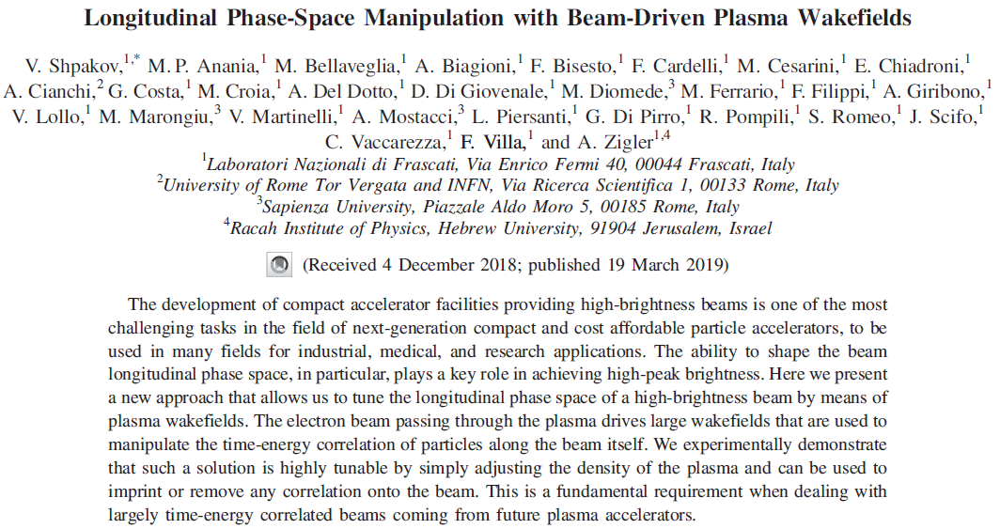 Longitudinal Phase-Space Manipulation with Beam-Driven Plasma Wakefields
V. Shpakov,1,* M. P. Anania,1 M. Bellaveglia,1 A. Biagioni,1 F. Bisesto,1 F. Cardelli,1 M. Cesarini,1 E. Chiadroni,1
A. Cianchi,2 G. Costa,1 M. Croia,1 A. Del Dotto,1 D. Di Giovenale,1 M. Diomede,3 M. Ferrario,1 F. Filippi,1 A. Giribono,1
V. Lollo,1 M. Marongiu,3 V. Martinelli,1 A. Mostacci,3 L. Piersanti,1 G. Di Pirro,1 R. Pompili,1 S. Romeo,1 J. Scifo,1
C. Vaccarezza,1 F. Villa,1 and A. Zigler1,4
1Laboratori Nazionali di Frascati, Via Enrico Fermi 40, 00044 Frascati, Italy
2University of Rome Tor Vergata and INFN, Via Ricerca Scientifica 1, 00133 Rome, Italy
3Sapienza University, Piazzale Aldo Moro 5, 00185 Rome, Italy
4Racah Institute of Physics, Hebrew University, 91904 Jerusalem, Israel
(Received 4 December 2018; published 19 March 2019)
The development of compact accelerator facilities providing high-brightness beams is one of the most
challenging tasks in the field of next-generation compact and cost affordable particle accelerators, to be
used in many fields for industrial, medical, and research applications. The ability to shape the beam
longitudinal phase space, in particular, plays a key role in achieving high-peak brightness. Here we present
a new approach that allows us to tune the longitudinal phase space of a high-brightness beam by means of
plasma wakefields. The electron beam passing through the plasma drives large wakefields that are used to
manipulate the time-energy correlation of particles along the beam itself. We experimentally demonstrate
that such a solution is highly tunable by simply adjusting the density of the plasma and can be used to
imprint or remove any correlation onto the beam. This is a fundamental requirement when dealing with
largely time-energy correlated beams coming from future plasma accelerators.